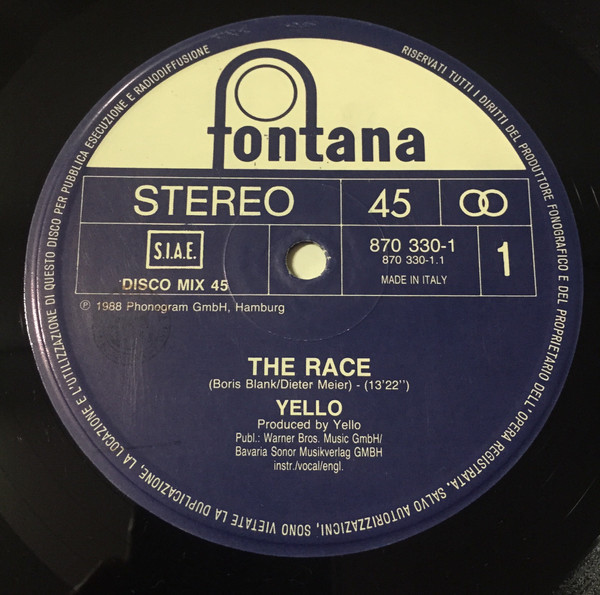 fontana
STEREO
45
S.I.A.E.
DISCO MIX 45
870 330-1
870 330-1.1
MADE IN ITALY
1
℗ 1988 Phonogram GmbH, Hamburg
THE RACE
(Boris Blank/Dieter Meier) - (13'22'')
YELLO
Produced by Yello
Publ.: Warner Bros. Music GmbH/
Bavaria Sonor Musikverlag GMBH
instr./vocal/engl.
RISERVATI TUTTI I DIRITTI DEL PRODUTTORE FONOGRAFICO E DEL PROPRIETARIO DELL'OPERA REGISTRATA. SALVO AUTORIZZAZIONI, SONO VIETATE LA DUPLICAZIONE, LA LOCAZIONE E L'UTILIZZAZIONE DI QUESTO DISCO PER PUBBLICA ESECUZIONE E RADIODIFFUSIONE